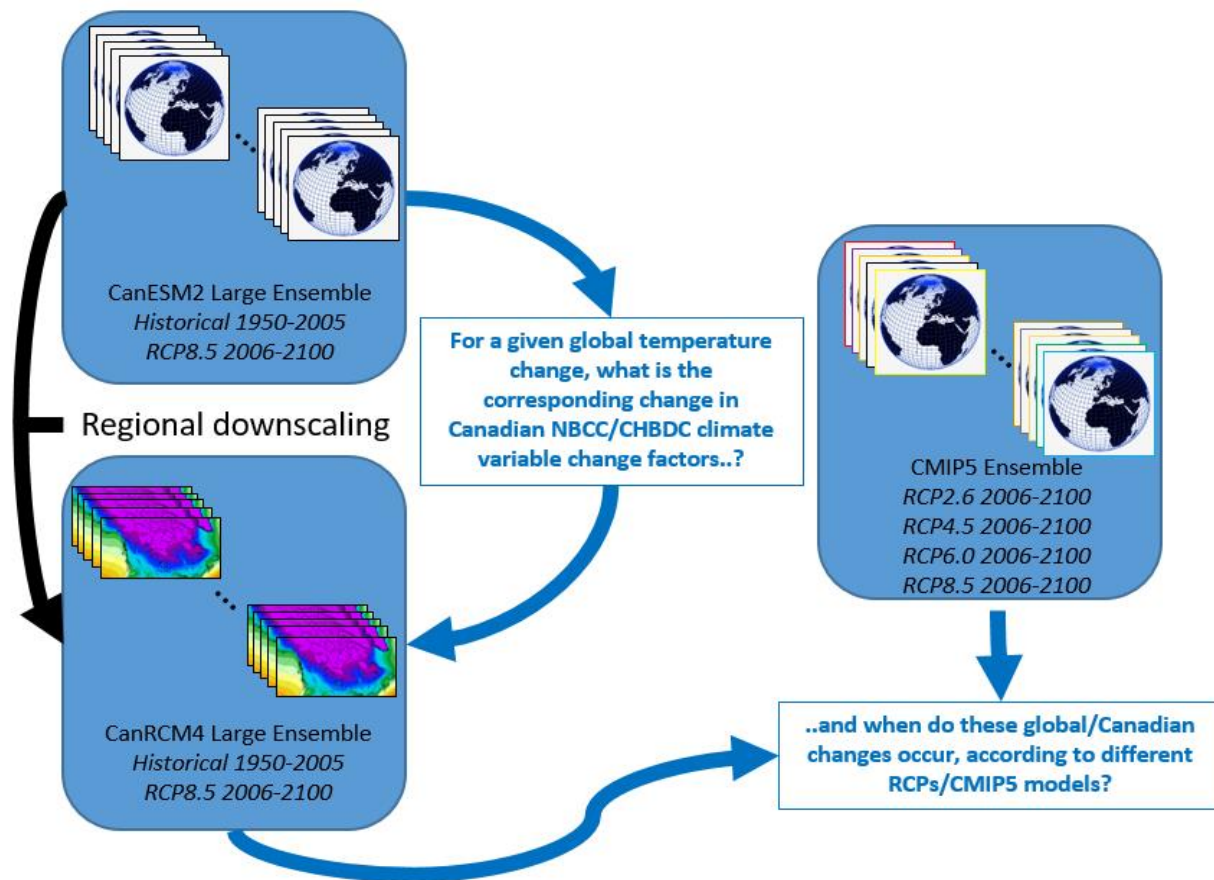 CanESM2 Large Ensemble
Historical 1950-2005
RCP8.5 2006-2100
Regional downscaling
CanRCM4 Large Ensemble
Historical 1950-2005
RCP8.5 2006-2100
For a given global temperature
change, what is the
corresponding change in
Canadian NBCC/CHBDC climate
variable change factors..?
CMIP5 Ensemble
RCP2.6 2006-2100
RCP4.5 2006-2100
RCP6.0 2006-2100
RCP8.5 2006-2100
..and when do these global/Canadian
changes occur, according to different
RCPs/CMIP5 models?